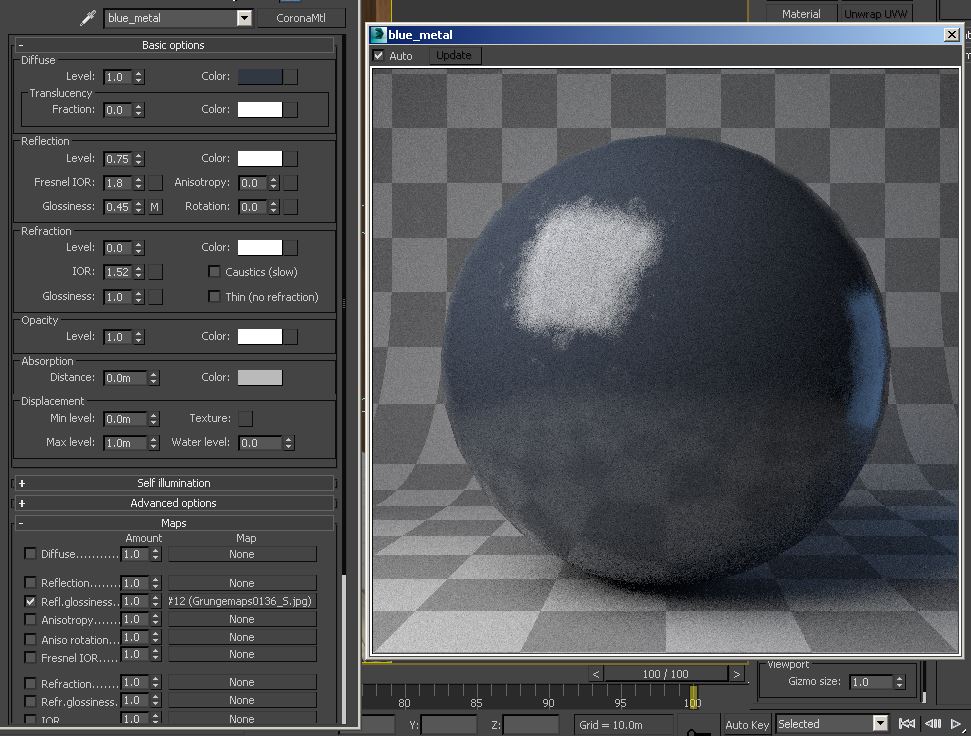 blue_metal CoronaMtl
Basic options
Diffuse
Level: 1.0 Color:
Translucency
Fraction: 0.0 Color:
Reflection
Level: 0.75 Color:
Fresnel IOR: 1.8 Anisotropy: 0.0
Glossiness: 0.45 M Rotation: 0.0
Refraction
Level: 0.0 Color:
IOR: 1.52 Caustics (slow)
Glossiness: 1.0 Thin (no refraction)
Opacity
Level: 1.0 Color:
Absorption
Distance: 0.0m Color:
Displacement
Min level: 0.0m Texture:
Max level: 1.0m Water level: 0.0
+ Self illumination
+ Advanced options
- Maps
Amount Map
Diffuse........... 1.0 None
Reflection....... 1.0 None
Refl.glossiness.. 1.0 #12 (Grungemaps0136_S.jpg)
Anisotropy...... 1.0 None
Aniso rotation... 1.0 None
Fresnel IOR..... 1.0 None
Refraction....... 1.0 None
Refr.glossiness. 1.0 None
IOR 1.0 None
Material Unwrap UVW
blue_metal
Auto Update
< 100 / 100 >
80 85 90 95 100
Y: Z: Grid = 10.0m
Viewport
Gizmo size: 1.0
Auto Key Selected